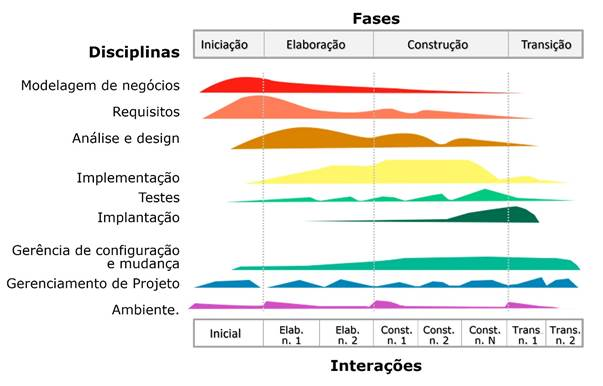 Fases
Disciplinas
Iniciação Elaboração Construção Transição
Modelagem de negócios
Requisitos
Análise e design
Implementação
Testes
Implantação
Gerência de configuração
e mudança
Gerenciamento de Projeto
Ambiente.
Inicial
Elab.
n. 1
Elab.
n. 2
Const.
n. 1
Const.
n. 2
Const.
n. N
Trans
n. 1
Trans.
n. 2
Interações